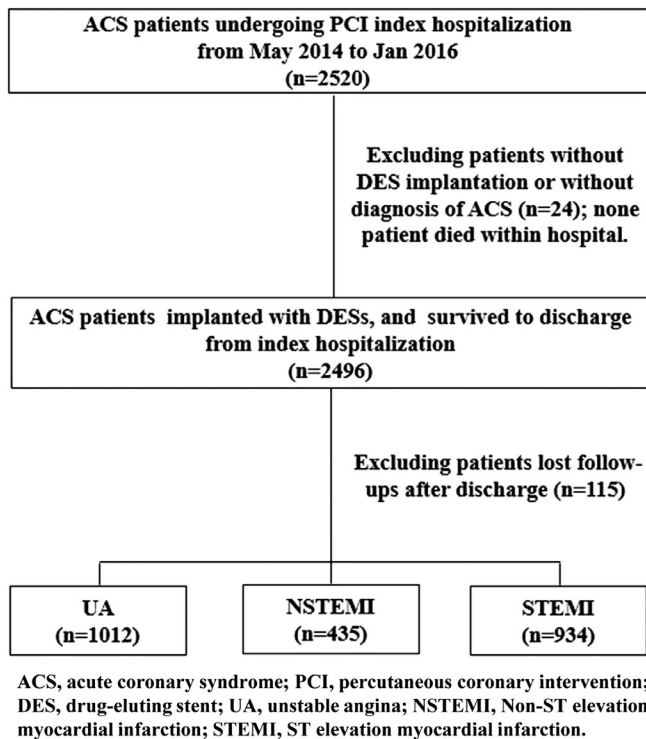 ACS patients undergoing PCI index hospitalization
from May 2014 to Jan 2016
(n=2520)
Excluding patients without
DES implantation or without
diagnosis of ACS (n=24); none
patient died within hospital.
ACS patients implanted with DESs, and survived to discharge
from index hospitalization
(n=2496)
Excluding patients lost follow-
ups after discharge (n=115)
UA
(n=1012)
NSTEMI
(n=435)
STEMI
(n=934)
ACS, acute coronary syndrome; PCI, percutaneous coronary intervention;
DES, drug-eluting stent; UA, unstable angina; NSTEMI, Non-ST elevation
myocardial infarction; STEMI, ST elevation myocardial infarction.